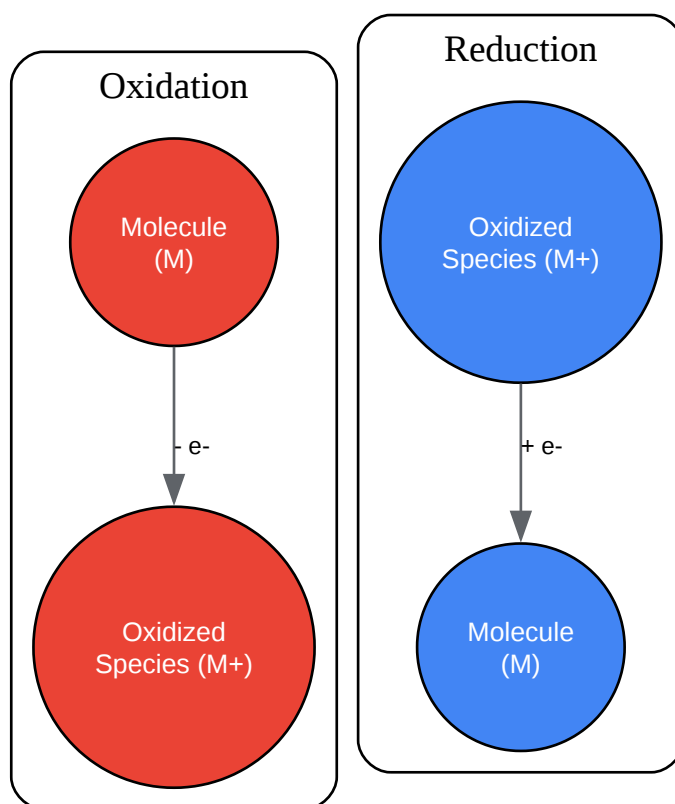 Oxidation
Molecule
(M)
- e-
Oxidized
Species (M+)
Reduction
Oxidized
Species (M+)
+ e-
Molecule
(M)